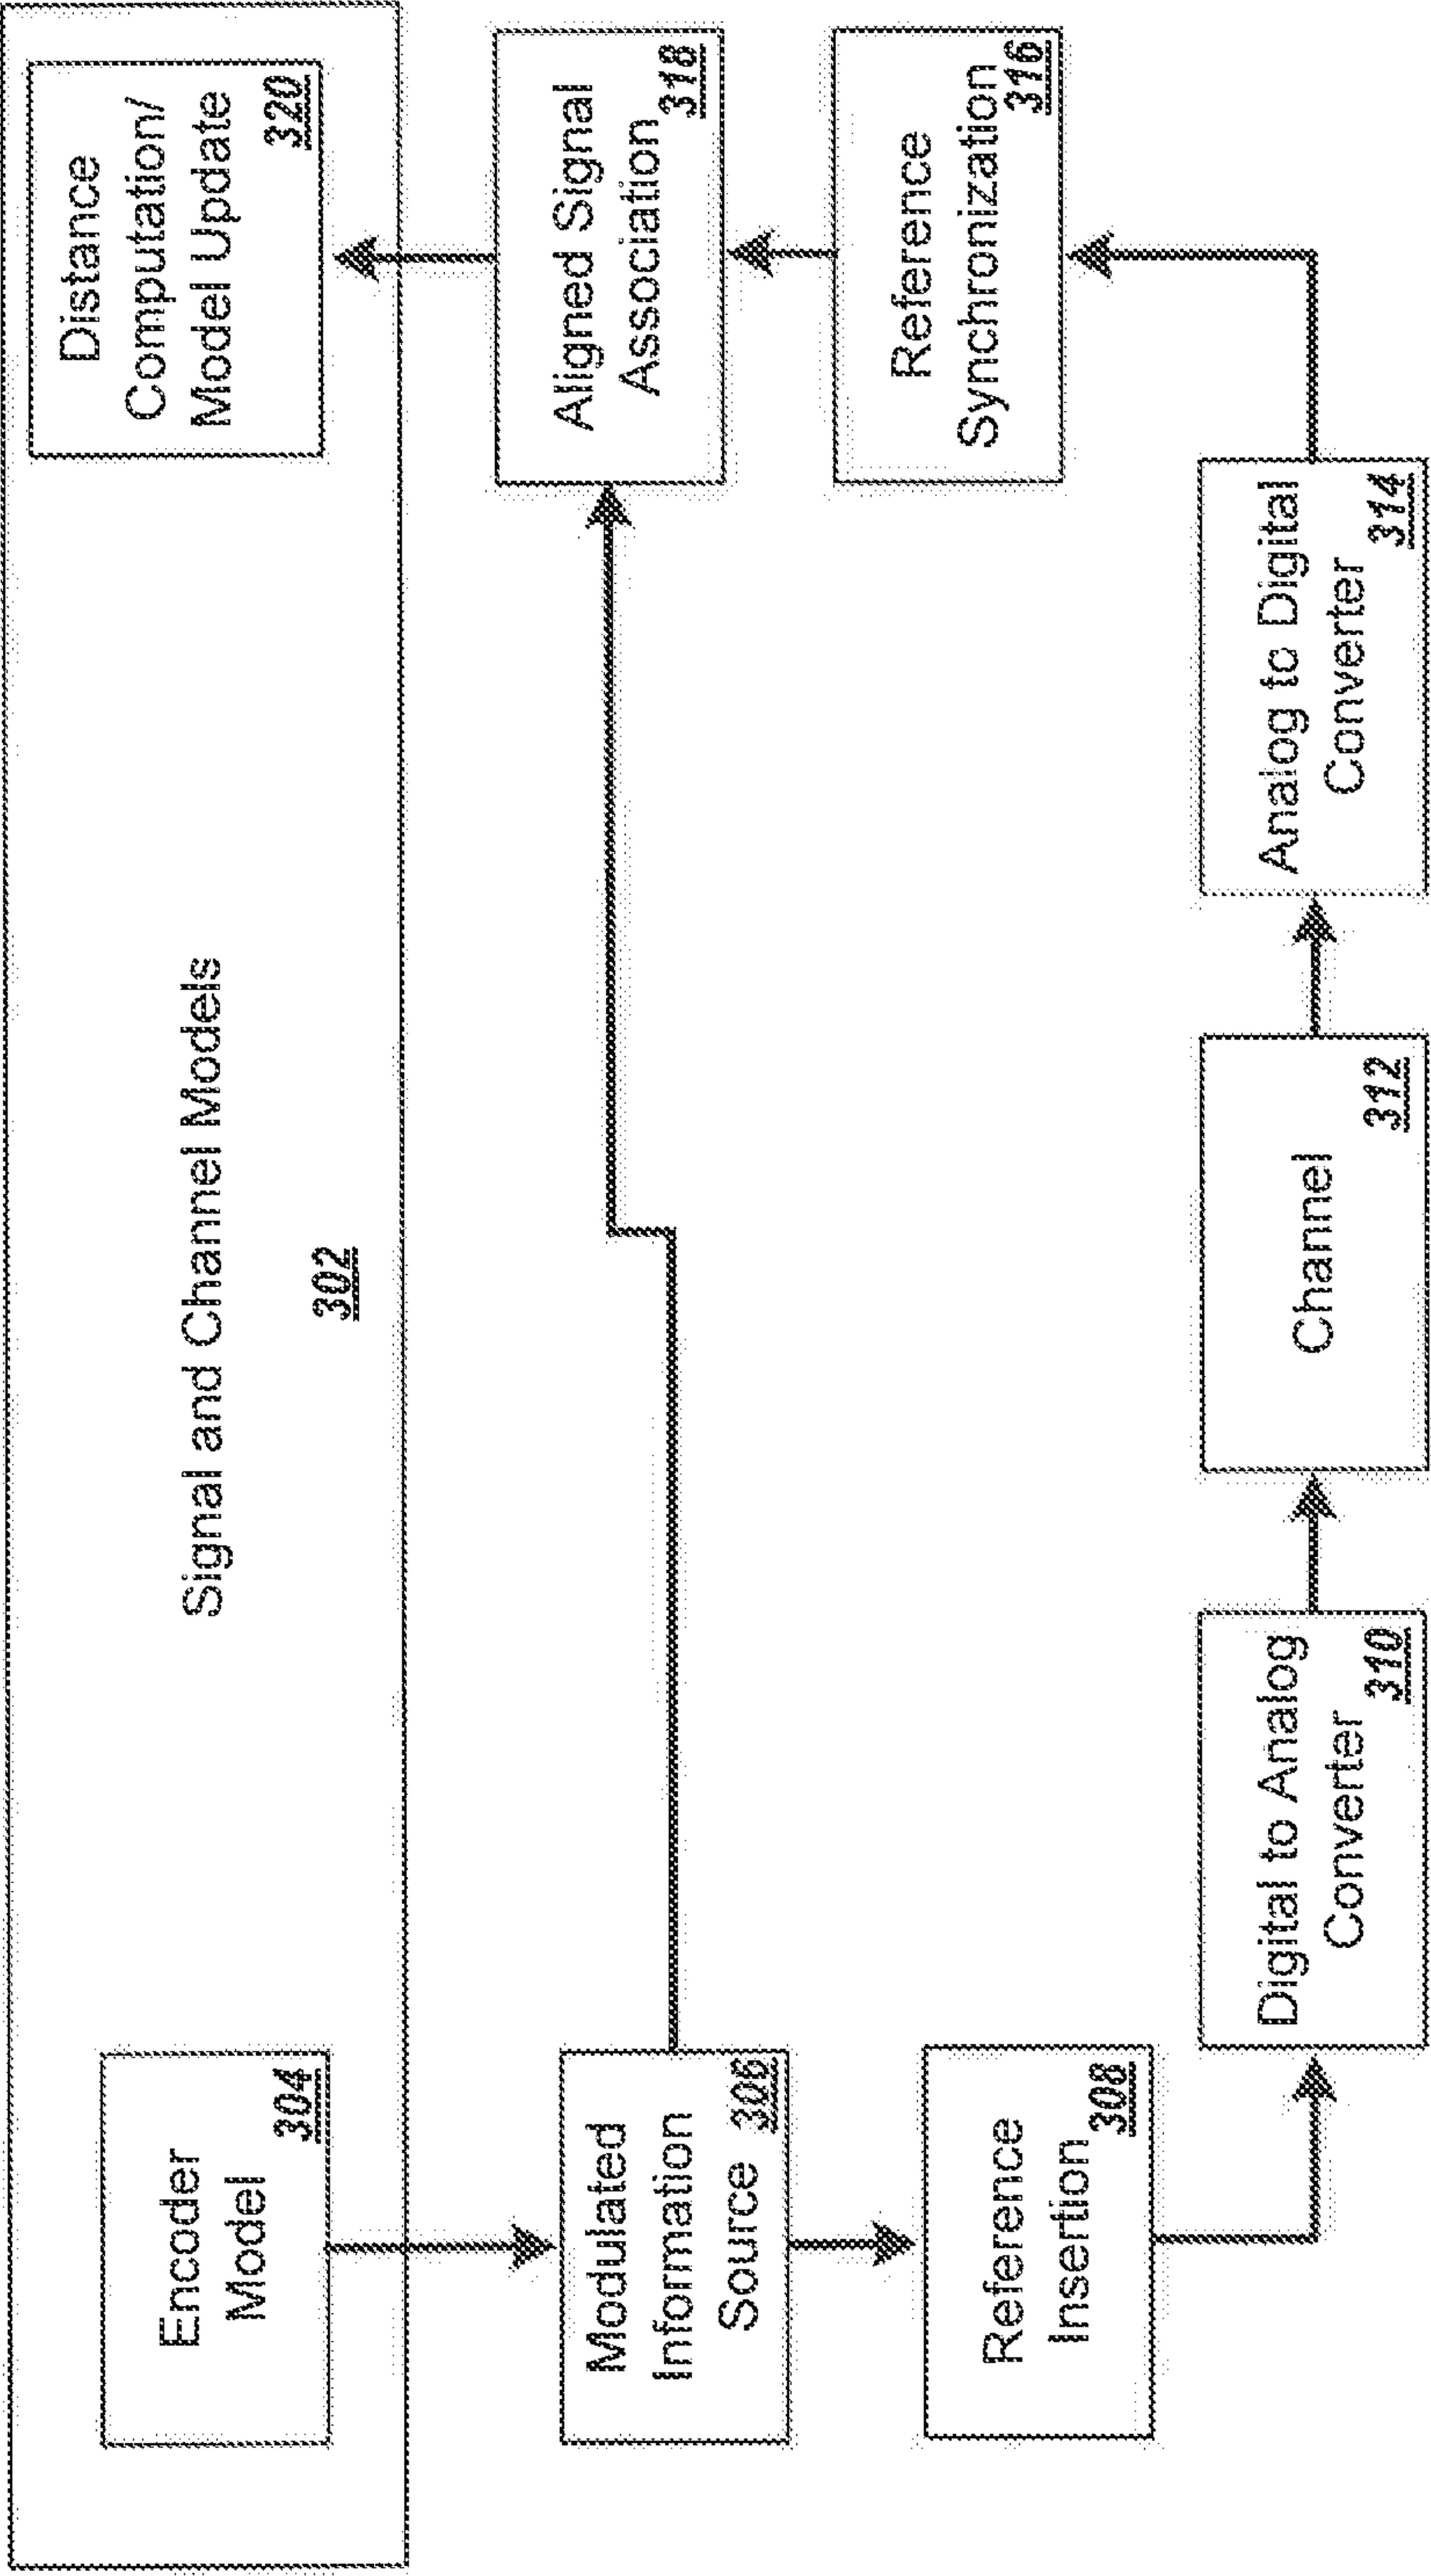 Signal and Channel Models
302
Encoder
Model
304
Distance
Computation/
Model Update
320
Modulated
Information
Source
306
Aligned Signal
Association
318
Reference
Insertion
308
Reference
Synchronization
316
Digital to Analog
Converter
310
Channel
312
Analog to Digital
Converter
314